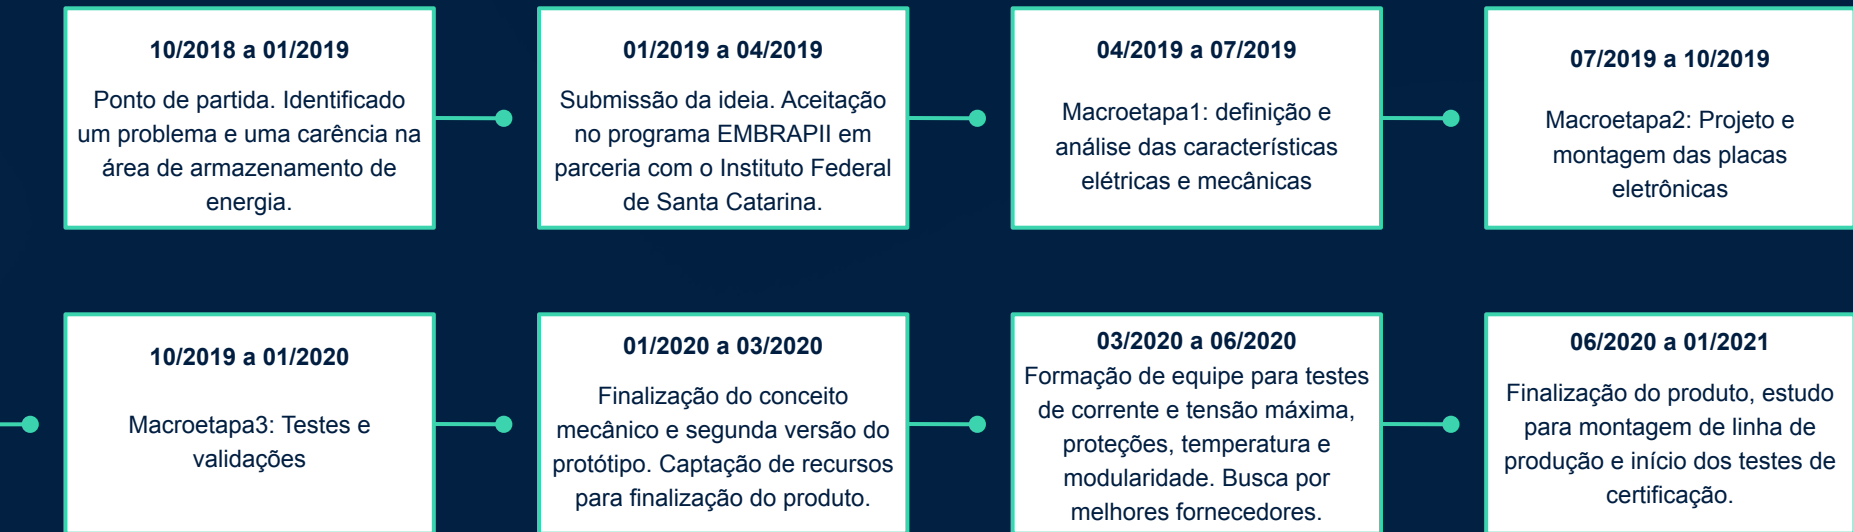 10/2018 a 01/2019
Ponto de partida. Identificado
um problema e uma carência na
área de armazenamento de
energia.
01/2019 a 04/2019
Submissão da ideia. Aceitação
no programa EMBRAPII em
parceria com o Instituto Federal
de Santa Catarina.
04/2019 a 07/2019
Macroetapa1: definição e
análise das características
elétricas e mecânicas
07/2019 a 10/2019
Macroetapa2: Projeto e
montagem das placas
eletrônicas
10/2019 a 01/2020
Macroetapa3: Testes e
validações
01/2020 a 03/2020
Finalização do conceito
mecânico e segunda versão do
protótipo. Captação de recursos
para finalização do produto.
03/2020 a 06/2020
Formação de equipe para testes
de corrente e tensão máxima,
proteções, temperatura e
modularidade. Busca por
melhores fornecedores.
06/2020 a 01/2021
Finalização do produto, estudo
para montagem de linha de
produção e início dos testes de
certificação.